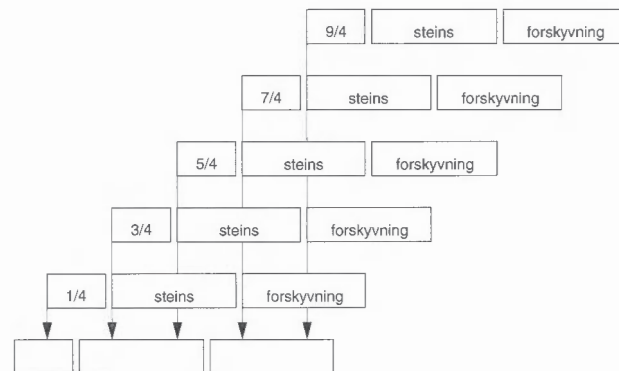 9/4 steins forskyvning
7/4 steins forskyvning
5/4 steins forskyvning
3/4 steins forskyvning
1/4 steins forskyvning